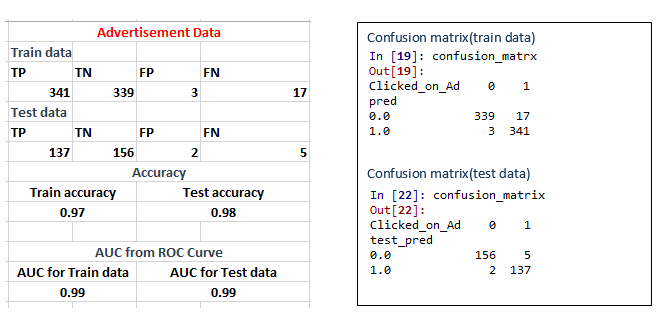 Advertisement Data
Train data
TP TN FP FN
341 339 3 17
Test data
TP TN FP FN
137 156 2 5
Accuracy
Train accuracy Test accuracy
0.97 0.98
AUC from ROC Curve
AUC for Train data AUC for Test data
0.99 0.99
Confusion matrix(train data)
In [19]: confusion_matrx
Out[19]:
Clicked_on_Ad 0 1
pred
0.0 339 17
1.0 3 341
Confusion matrix(test data)
In [22]: confusion_matrix
Out[22]:
Clicked_on_Ad 0 1
test_pred
0.0 156 5
1.0 2 137